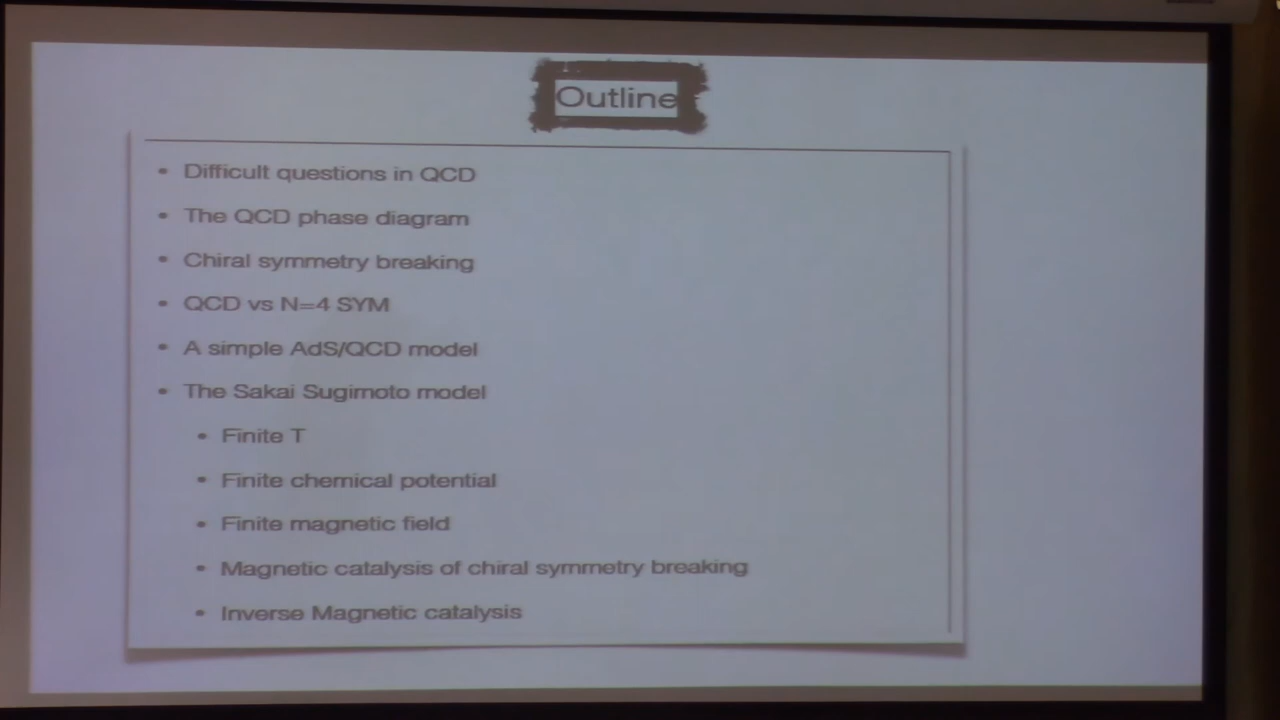 Outline
• Difficult questions in QCD
• The QCD phase diagram
• Chiral symmetry breaking
• QCD vs N=4 SYM
• A simple AdS/QCD model
• The Sakai Sugimoto model
• Finite T
• Finite chemical potential
• Finite magnetic field
• Magnetic catalysis of chiral symmetry breaking
• Inverse Magnetic catalysis